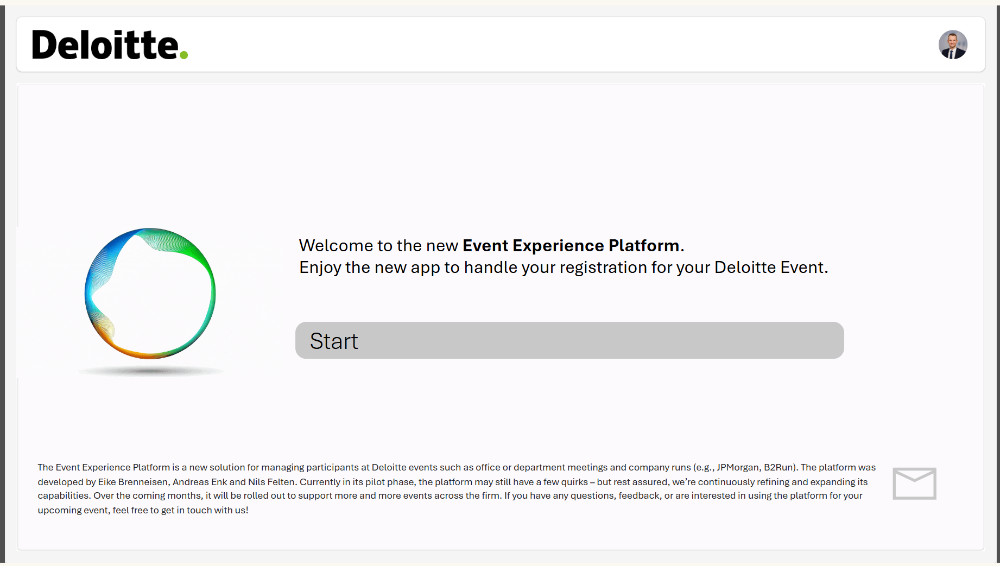 Deloitte.
Welcome to the new Event Experience Platform.
Enjoy the new app to handle your registration for your Deloitte Event.
Start
The Event Experience Platform is a new solution for managing participants at Deloitte events such as office or department meetings and company runs (e.g., JPMorgan, B2Run). The platform was
developed by Eike Brenneisen, Andreas Enk and Nils Felten. Currently in its pilot phase, the platform may still have a few quirks – but rest assured, we’re continuously refining and expanding its
capabilities. Over the coming months, it will be rolled out to support more and more events across the firm. If you have any questions, feedback, or are interested in using the platform for your
upcoming event, feel free to get in touch with us!